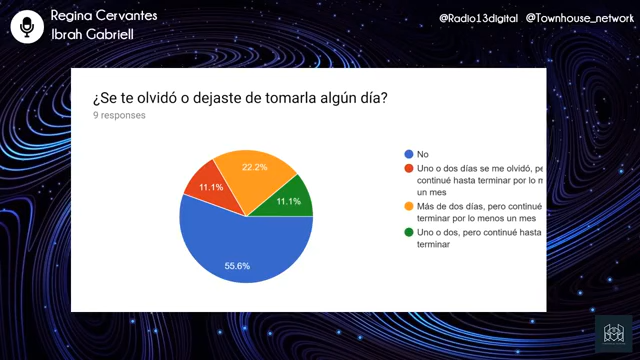 Regina Cervantes
Ibrah Gabriell
@Radio13digital @Townhouse_network
¿Se te olvidó o dejaste de tomarla algún día?
9 responses
22.2%
11.1%
11.1%
55.6%
No
Uno o dos días se me olvidó, pe
continué hasta terminar por lo m
un mes
Más de dos días, pero continué
terminar por lo menos un mes
Uno o dos, pero continué hasta
terminar